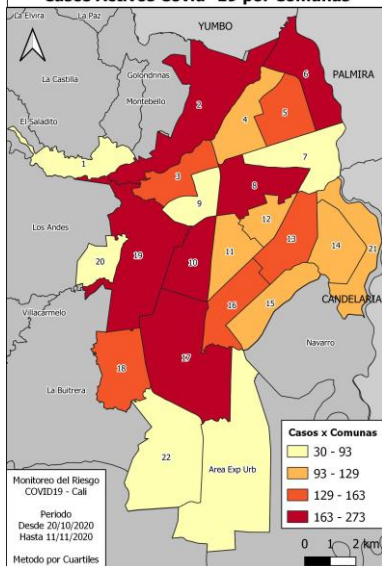 Casos Activos Covid -19 por Comunas
La Elvira
La Paz
YUMBO
La Castilla
Golondrinas
Montebello
El Saladito
PALMIRA
6
2
4
5
1
3
7
8
9
Los Andes
12
20
19
10
11
13
14
21
CANDELARIA
Villacarmelo
16
15
Navarro
17
18
La Buitrera
22
Area Exp Urb
Casos x Comunas
30 - 93
93 - 129
129 - 163
163 - 273
0 1 2 km
Monitoreo del Riesgo
COVID19 - Cali
Periodo
Desde 20/10/2020
Hasta 11/11/2020
Metodo por Cuartiles